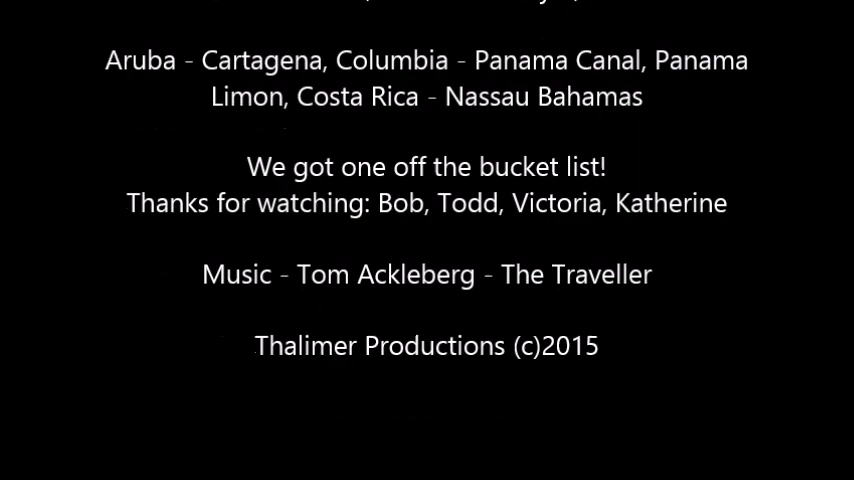 Aruba - Cartagena, Columbia - Panama Canal, Panama
Limon, Costa Rica - Nassau Bahamas
We got one off the bucket list!
Thanks for watching: Bob, Todd, Victoria, Katherine
Music - Tom Ackleberg - The Traveller
Thalimer Productions (c)2015